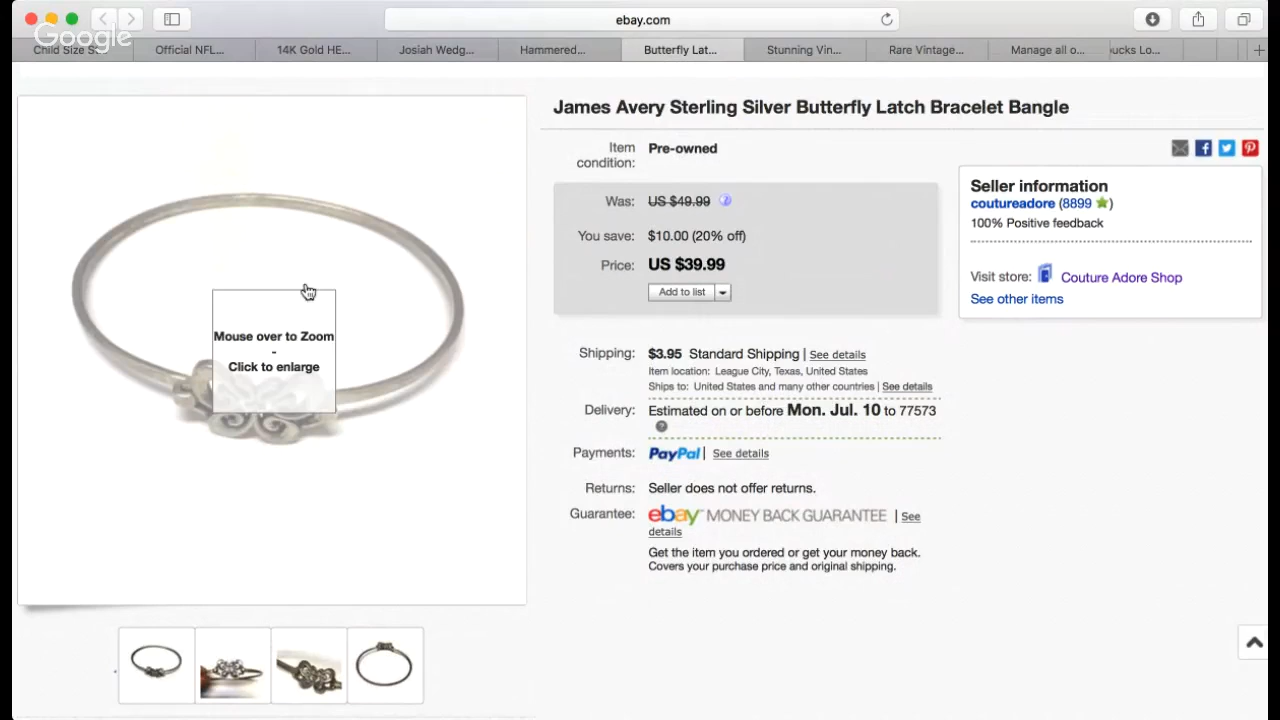 ebay.com
Google
Child Size S
Official NFL...
14K Gold HE...
Josiah Wedg...
Hammered...
Butterfly Lat...
Stunning Vin...
Rare Vintage...
Manage all o...
ucks Lo...
James Avery Sterling Silver Butterfly Latch Bracelet Bangle
Item condition: Pre-owned
Was: US $49.99
You save: $10.00 (20% off)
Price: US $39.99
Add to list
Shipping: $3.95 Standard Shipping | See details
Item location: League City, Texas, United States
Ships to: United States and many other countries | See details
Delivery: Estimated on or before Mon. Jul. 10 to 77573
Payments: PayPal | See details
Returns: Seller does not offer returns.
Guarantee: ebay MONEY BACK GUARANTEE | See
details
Get the item you ordered or get your money back.
Covers your purchase price and original shipping.
Seller information
coutureadore (8899 )
100% Positive feedback
Visit store: Couture Adore Shop
See other items
Mouse over to Zoom
-
Click to enlarge